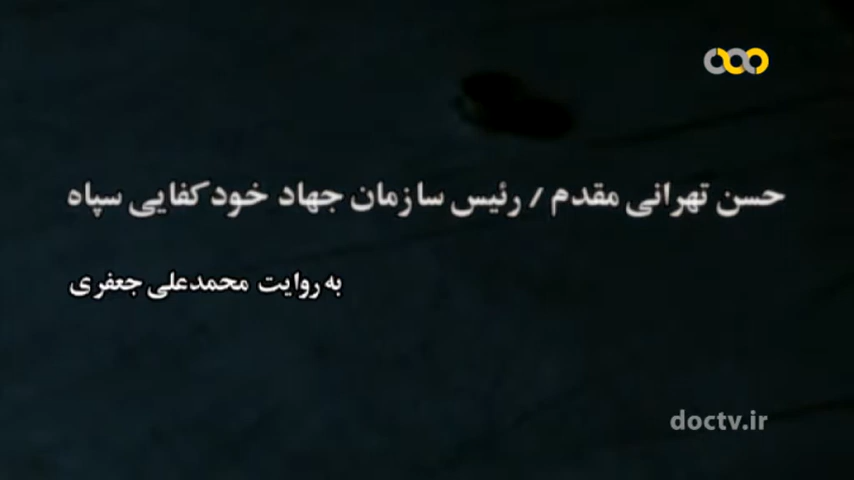 حسن تهرانی مقدم / رئیس سازمان جهاد خودکفایی سپاه
به روایت محمدعلی جعفری
doctv.ir